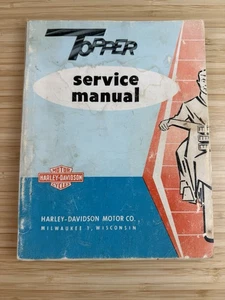 TOPPER
service
manual
MOTOR
HARLEY-DAVIDSON
CYCLES
HARLEY-DAVIDSON MOTOR CO.
MILWAUKEE 1, WISCONSIN